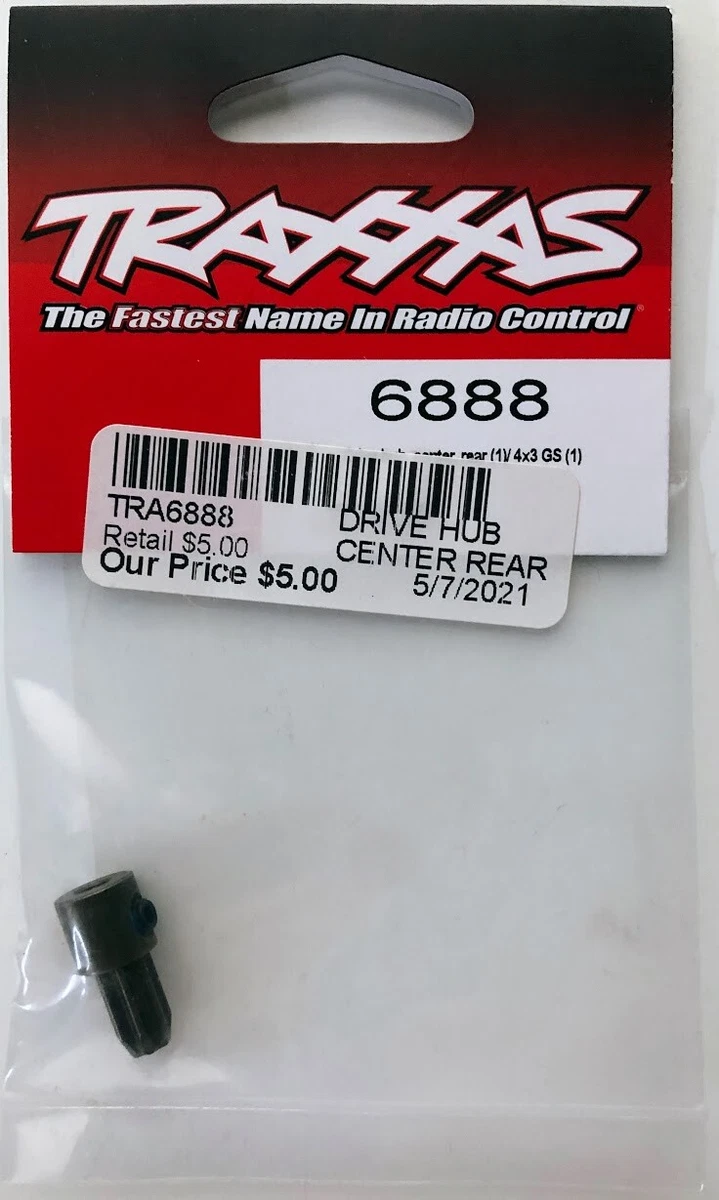 TRAXXAS
The Fastest Name In Radio Control®
6888
center, rear (1)/ 4x3 GS (1)
TRA6888
DRIVE HUB
Retail $5.00
CENTER REAR
Our Price $5.00
5/7/2021